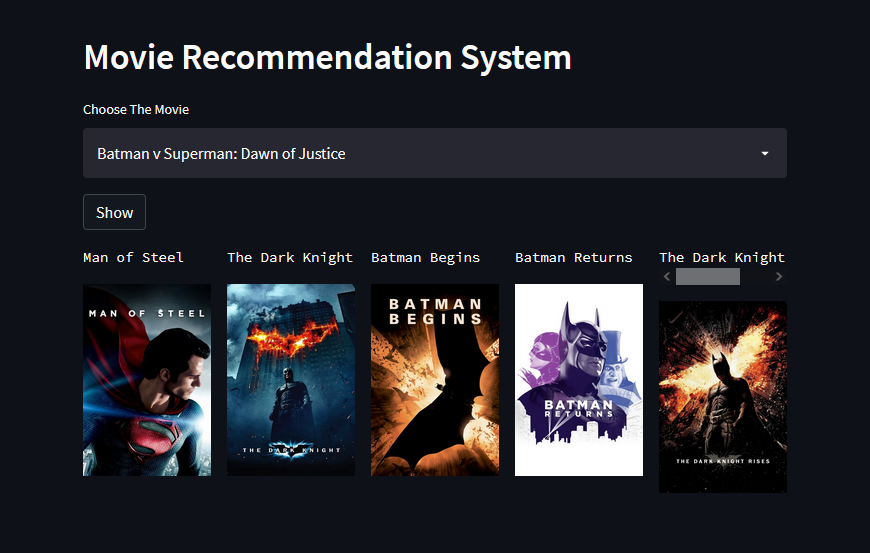 Movie Recommendation System
Choose The Movie
Batman v Superman: Dawn of Justice
Show
Man of Steel
The Dark Knight
Batman Begins
Batman Returns
The Dark Knight
MAN OF STEEL
THE DARK KNIGHT
BATMAN
BEGINS
BATMAN
RETURNS
THE DARK KNIGHT RISES